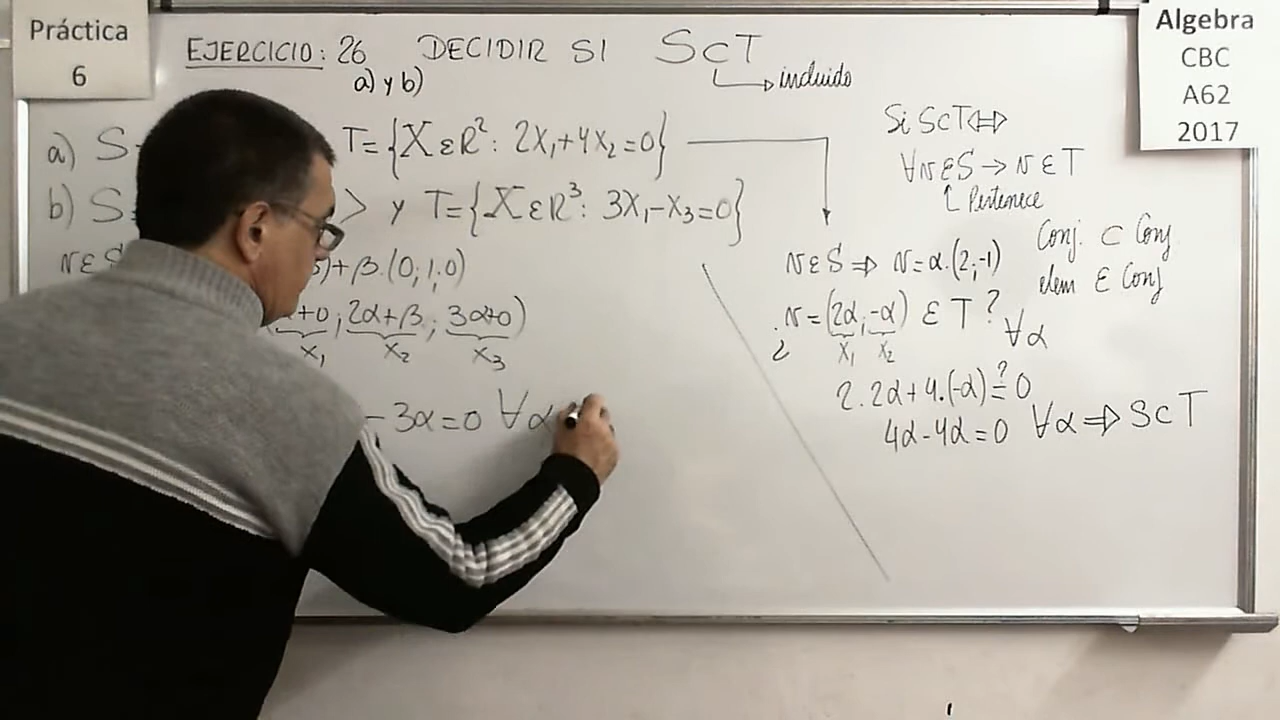 Práctica
6
EJERCICIO: 26 DECIDIR SI S⊂T
a) y b)
incluido
Algebra
CBC
A62
2017
a) S T={X∈R²: 2X₁+4X₂=0}
b) S > y T={X∈R³: 3X₁-X₃=0}
Si S⊂T⇔
∀N∈S→N∈T
Pertenece
Conj. ⊂ Conj
elem ∈ Conj
N∈S )+β.(0;1;0)
+0;2α+β;3α+0)
X₁ X₂ X₃
-3α=0 ∀α
N∈S⇒N=α.(2;-1)
¿N=(2α;-α)∈T? ∀α
X₁ X₂
2.2α+4.(-α)≟0
4α-4α=0 ∀α⇒S⊂T